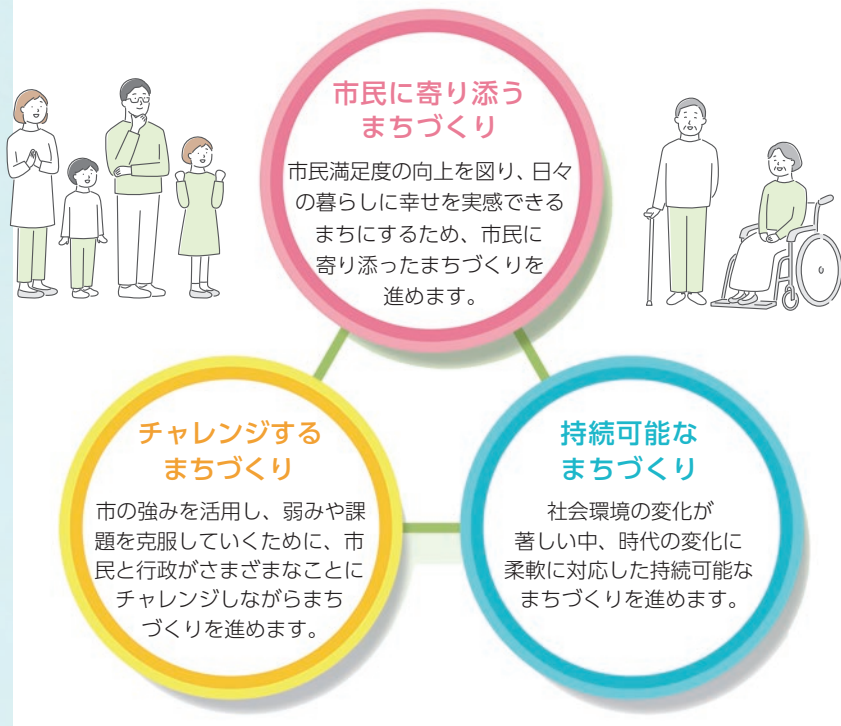 市民に寄り添う
まちづくり
市民満足度の向上を図り、日々
の暮らしに幸せを実感できる
まちにするため、市民に
寄り添ったまちづくりを
進めます。
チャレンジする
まちづくり
市の強みを活用し、弱みや課
題を克服していくために、市
民と行政がさまざまなことに
チャレンジしながらまち
づくりを進めます。
持続可能な
まちづくり
社会環境の変化が
著しい中、時代の変化に
柔軟に対応した持続可能な
まちづくりを進めます。